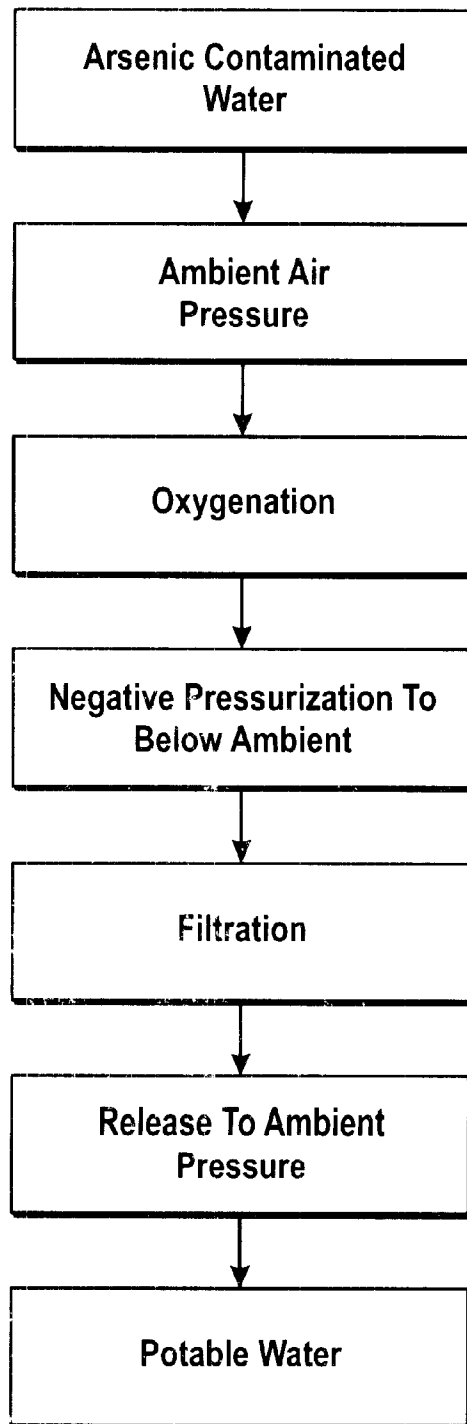 Arsenic Contaminated
Water
Ambient Air
Pressure
Oxygenation
Negative Pressurization To
Below Ambient
Filtration
Release To Ambient
Pressure
Potable Water